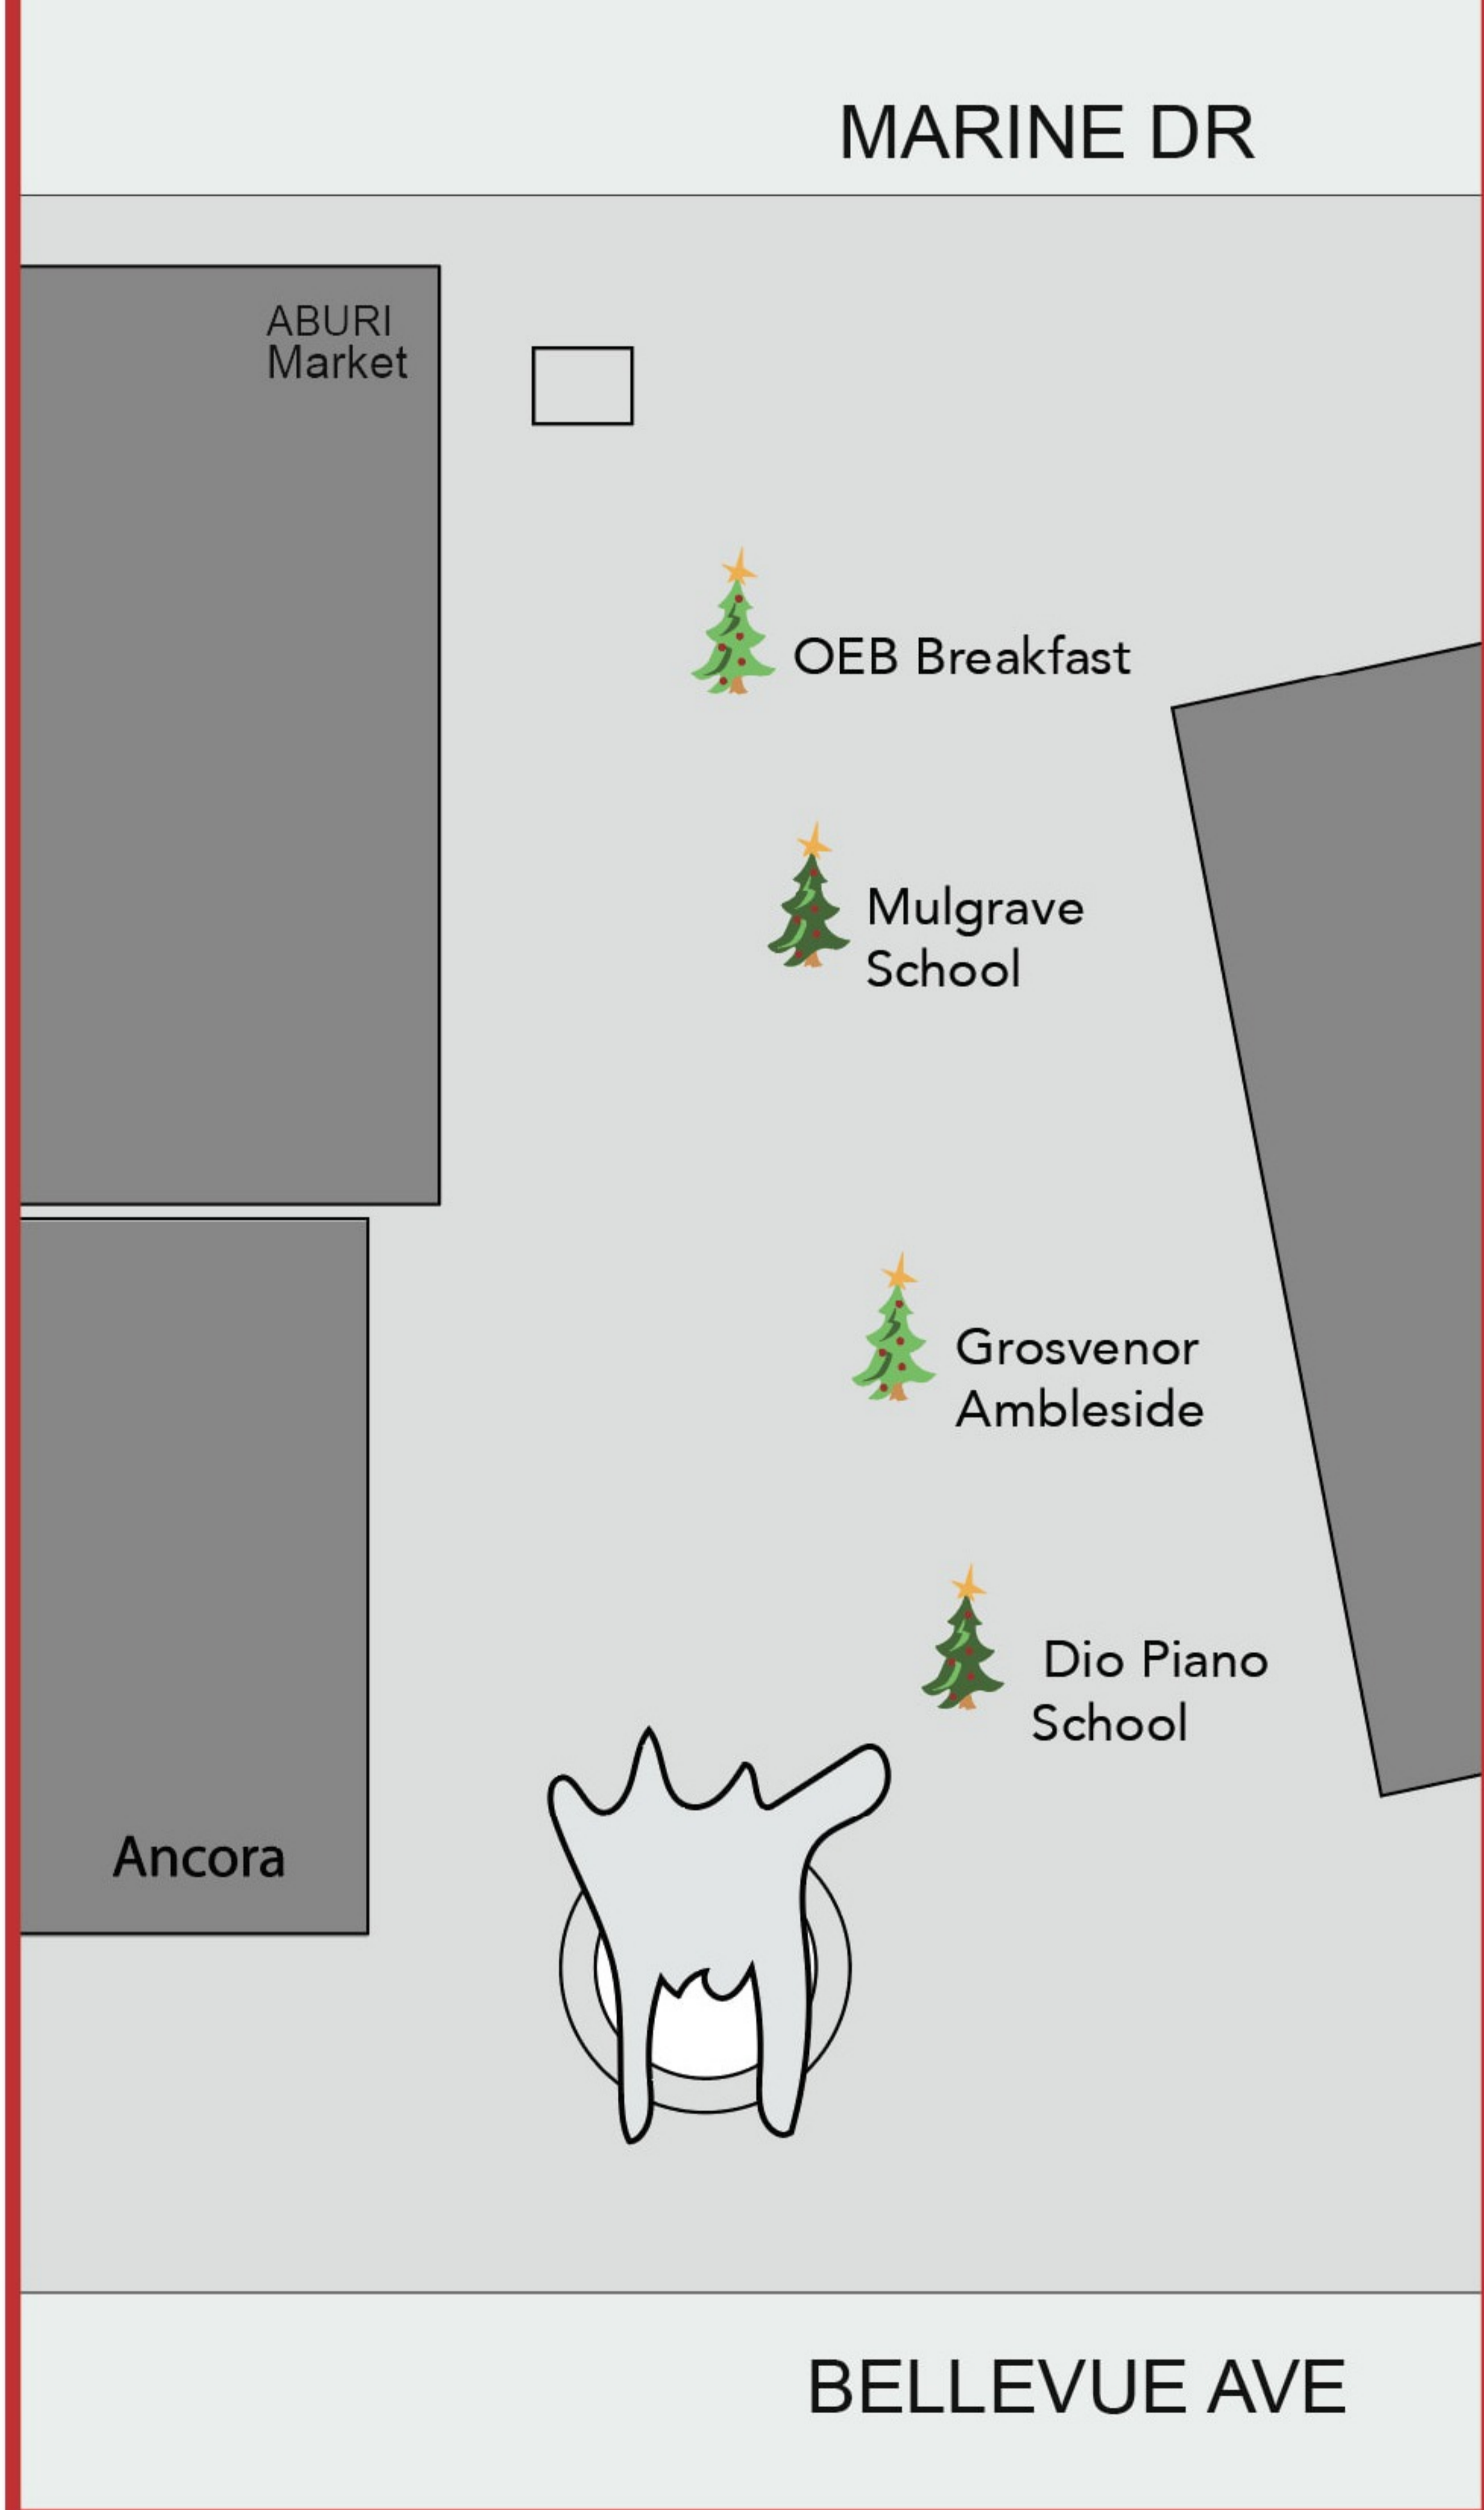 MARINE DR
ABURI
Market
OEB Breakfast
Mulgrave
School
Grosvenor
Ambleside
Dio Piano
School
Ancora
BELLEVUE AVE